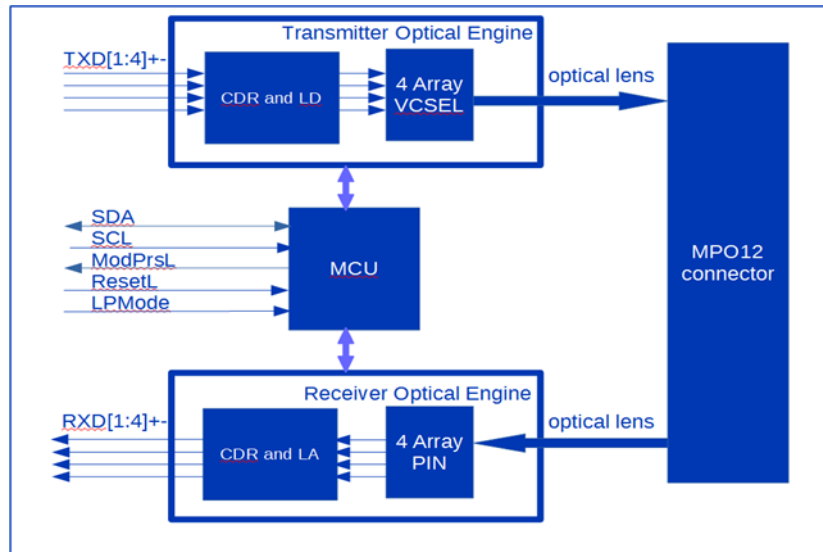 Transmitter Optical Engine
TXD[1:4]+-
CDR and LD
4 Array
VCSEL
optical lens
SDA
SCL
ModPrsL
ResetL
LPMode
MCU
MPO12
connector
Receiver Optical Engine
RXD[1:4]+-
CDR and LA
4 Array
PIN
optical lens